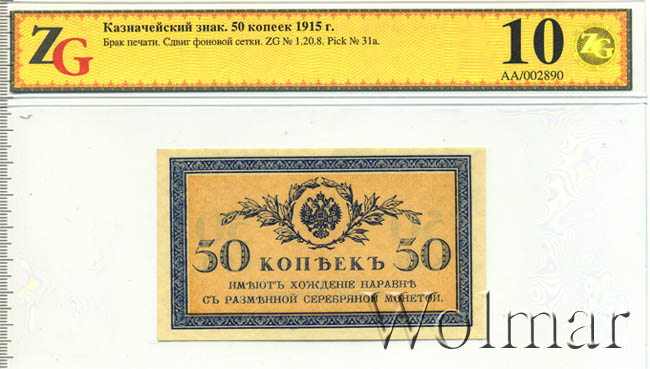 ZG
Казначейский знак. 50 копеек 1915 г.
Брак печати. Сдвиг фоновой сетки. ZG № 1.20.8. Pick № 31a.
10
ZG
AA/002890
50 КОПѢЕКЪ 50
ИМѢЮТЪ ХОЖДЕНІЕ НАРАВНѢ
СЪ РАЗМѢННОЙ СЕРЕБРЯНОЙ МОНЕТОЙ.
Wolmar